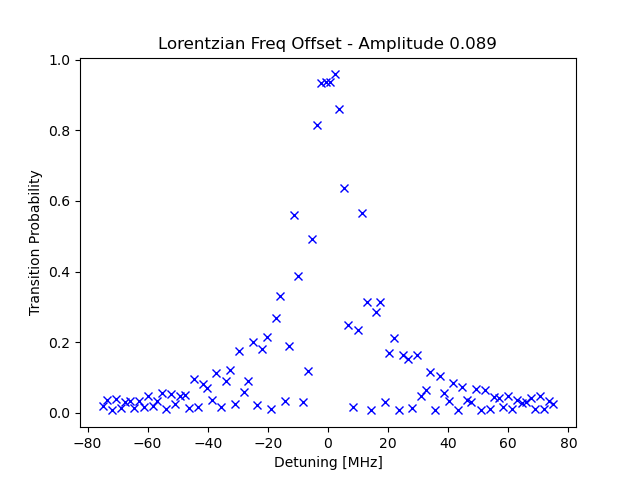 Lorentzian Freq Offset - Amplitude 0.089
1.0
0.8
0.6
0.4
0.2
0.0
Transition Probability
−80 −60 −40 −20 0 20 40 60 80
Detuning [MHz]